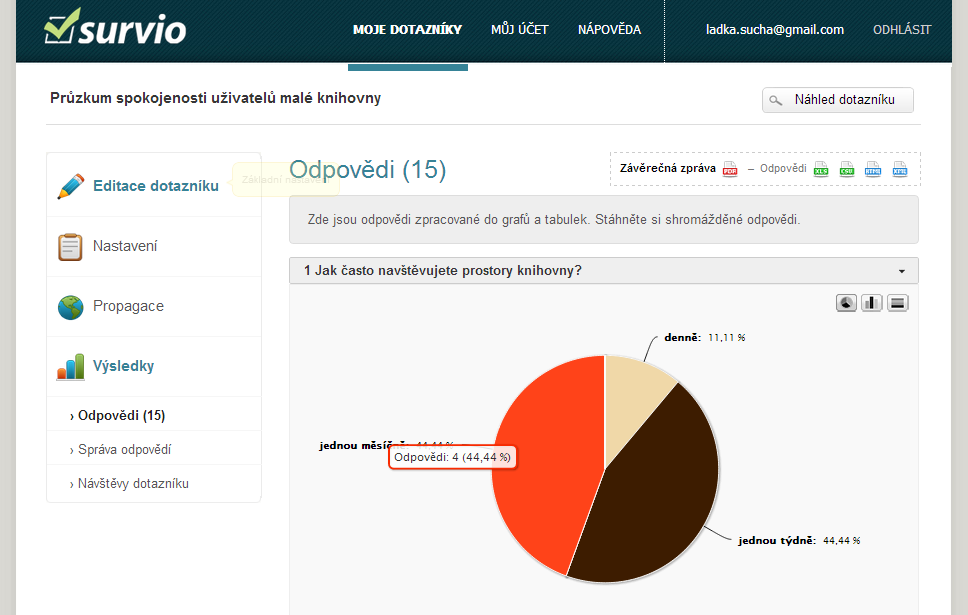 survio
MOJE DOTAZNÍKY MŮJ ÚČET NÁPOVĚDA ladka.sucha@gmail.com ODHLÁSIT
Průzkum spokojenosti uživatelů malé knihovny
Náhled dotazníku
Editace dotazníku
Základní nastavení
Nastavení
Propagace
Výsledky
› Odpovědi (15)
› Správa odpovědí
› Návštěvy dotazníku
Odpovědi (15)
Závěrečná zpráva PDF – Odpovědi XLS CSV HTML XML
Zde jsou odpovědi zpracované do grafů a tabulek. Stáhněte si shromážděné odpovědi.
1 Jak často navštěvujete prostory knihovny?
denně: 11,11 %
jednou měsíčně: 44,44 %
Odpovědi: 4 (44,44 %)
jednou týdně: 44,44 %